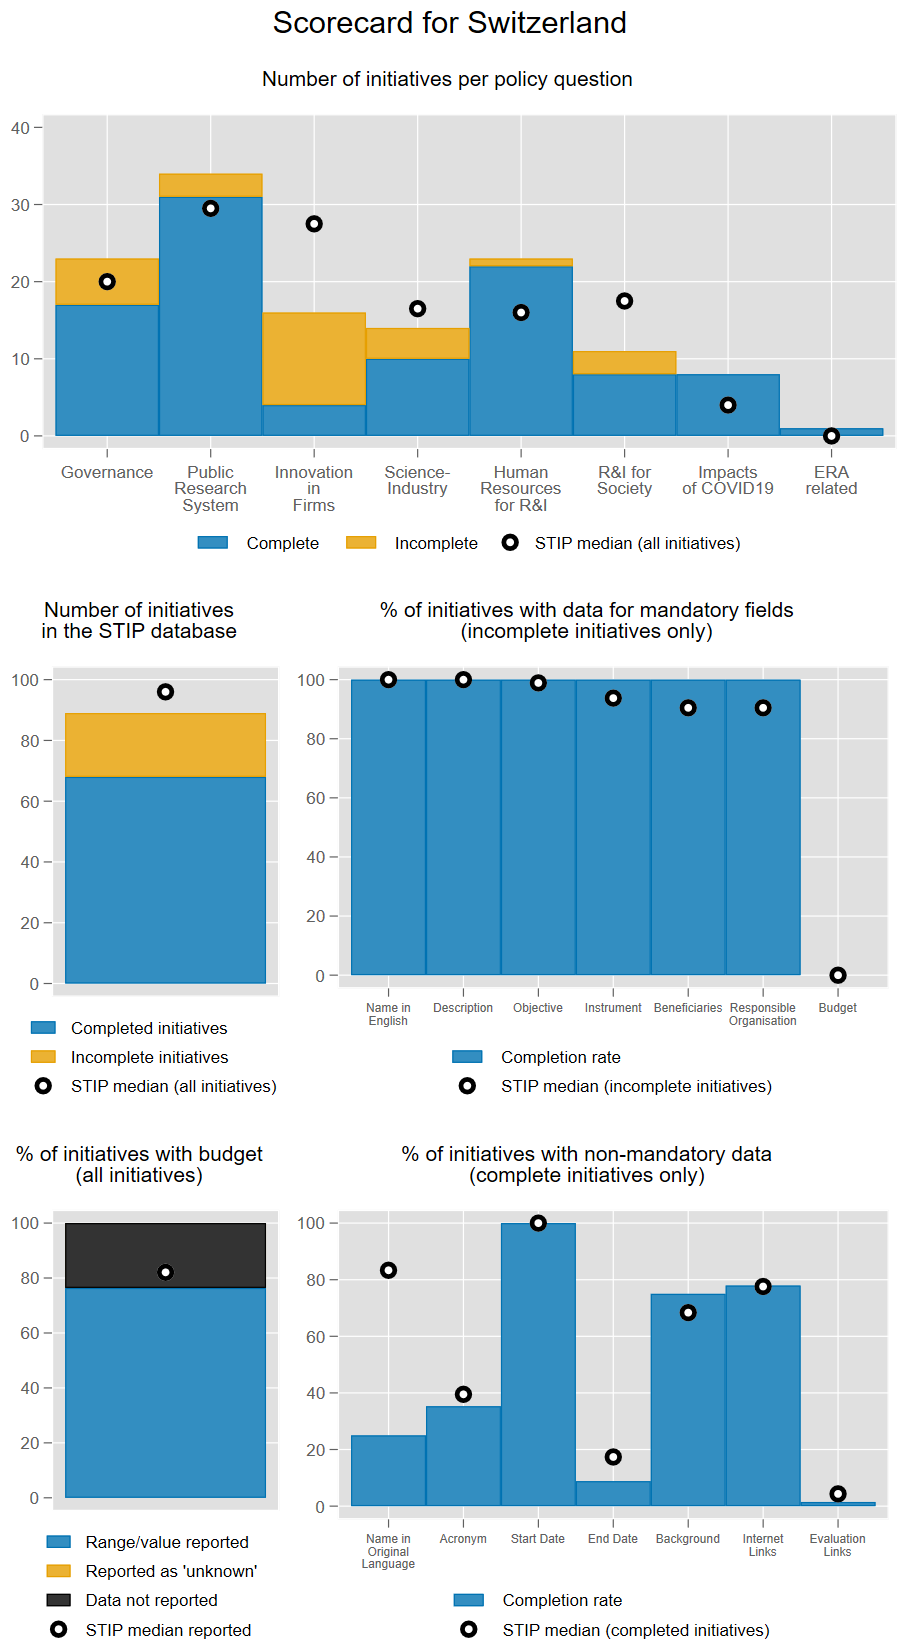 Scorecard for Switzerland
Number of initiatives per policy question
40
30
20
10
0
Governance
Public
Research
System
Innovation
in
Firms
Science-
Industry
Human
Resources
for R&I
R&I for
Society
Impacts
of COVID19
ERA
related
Complete
Incomplete
STIP median (all initiatives)
Number of initiatives
in the STIP database
100
80
60
40
20
0
Completed initiatives
Incomplete initiatives
STIP median (all initiatives)
% of initiatives with data for mandatory fields
(incomplete initiatives only)
100
80
60
40
20
0
Name in
English
Description
Objective
Instrument
Beneficiaries
Responsible
Organisation
Budget
Completion rate
STIP median (incomplete initiatives)
% of initiatives with budget
(all initiatives)
100
80
60
40
20
0
Range/value reported
Reported as 'unknown'
Data not reported
STIP median reported
% of initiatives with non-mandatory data
(complete initiatives only)
100
80
60
40
20
0
Name in
Original
Language
Acronym
Start Date
End Date
Background
Internet
Links
Evaluation
Links
Completion rate
STIP median (completed initiatives)